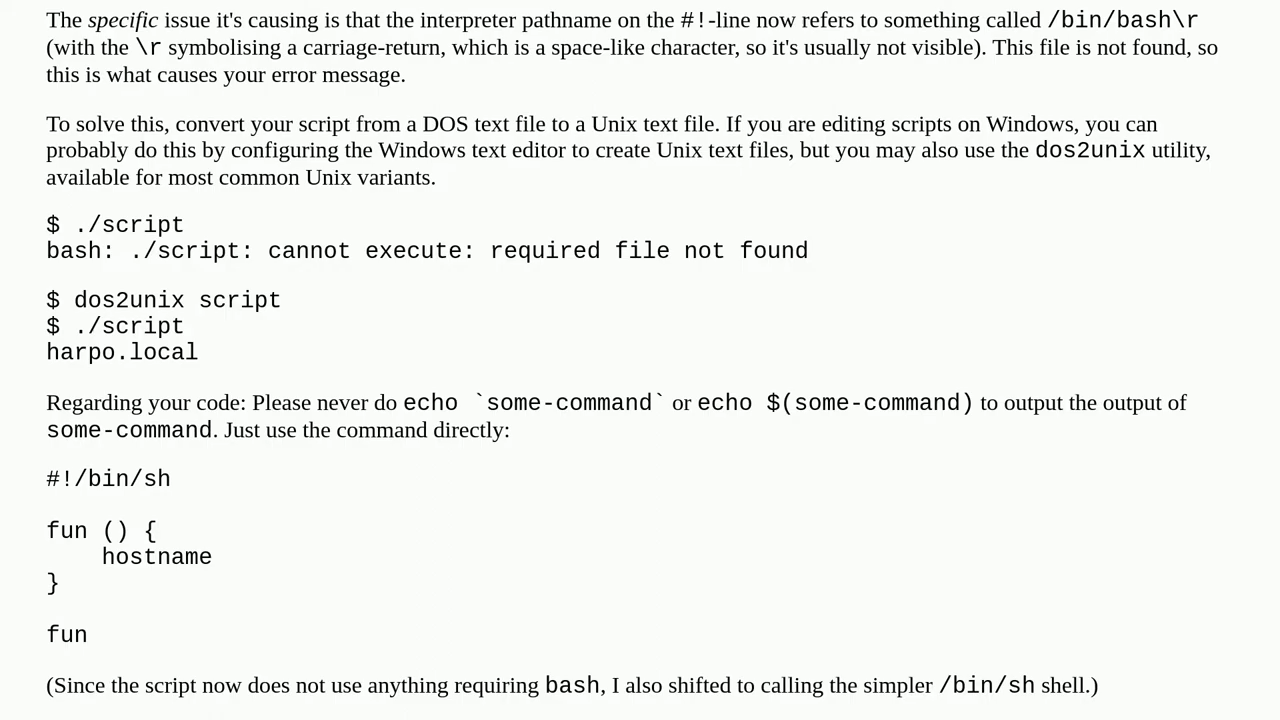 The specific issue it's causing is that the interpreter pathname on the #!-line now refers to something called /bin/bash\r
(with the \r symbolising a carriage-return, which is a space-like character, so it's usually not visible). This file is not found, so
this is what causes your error message.
To solve this, convert your script from a DOS text file to a Unix text file. If you are editing scripts on Windows, you can
probably do this by configuring the Windows text editor to create Unix text files, but you may also use the dos2unix utility,
available for most common Unix variants.
$ ./script
bash: ./script: cannot execute: required file not found
$ dos2unix script
$ ./script
harpo.local
Regarding your code: Please never do echo `some-command` or echo $(some-command) to output the output of
some-command. Just use the command directly:
#!/bin/sh
fun () {
    hostname
}
fun
(Since the script now does not use anything requiring bash, I also shifted to calling the simpler /bin/sh shell.)